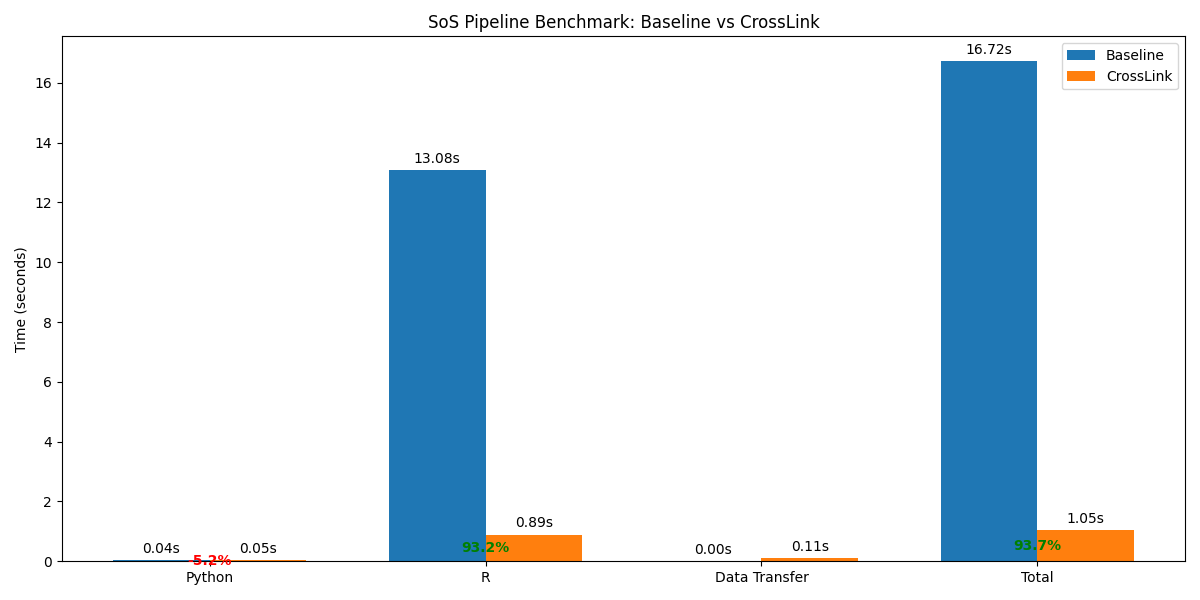 SoS Pipeline Benchmark: Baseline vs CrossLink
Baseline
CrossLink
Time (seconds)
16
14
12
10
8
6
4
2
0
0.04s
0.05s
-5.2%
13.08s
0.89s
93.2%
0.00s
0.11s
16.72s
1.05s
93.7%
Python
R
Data Transfer
Total